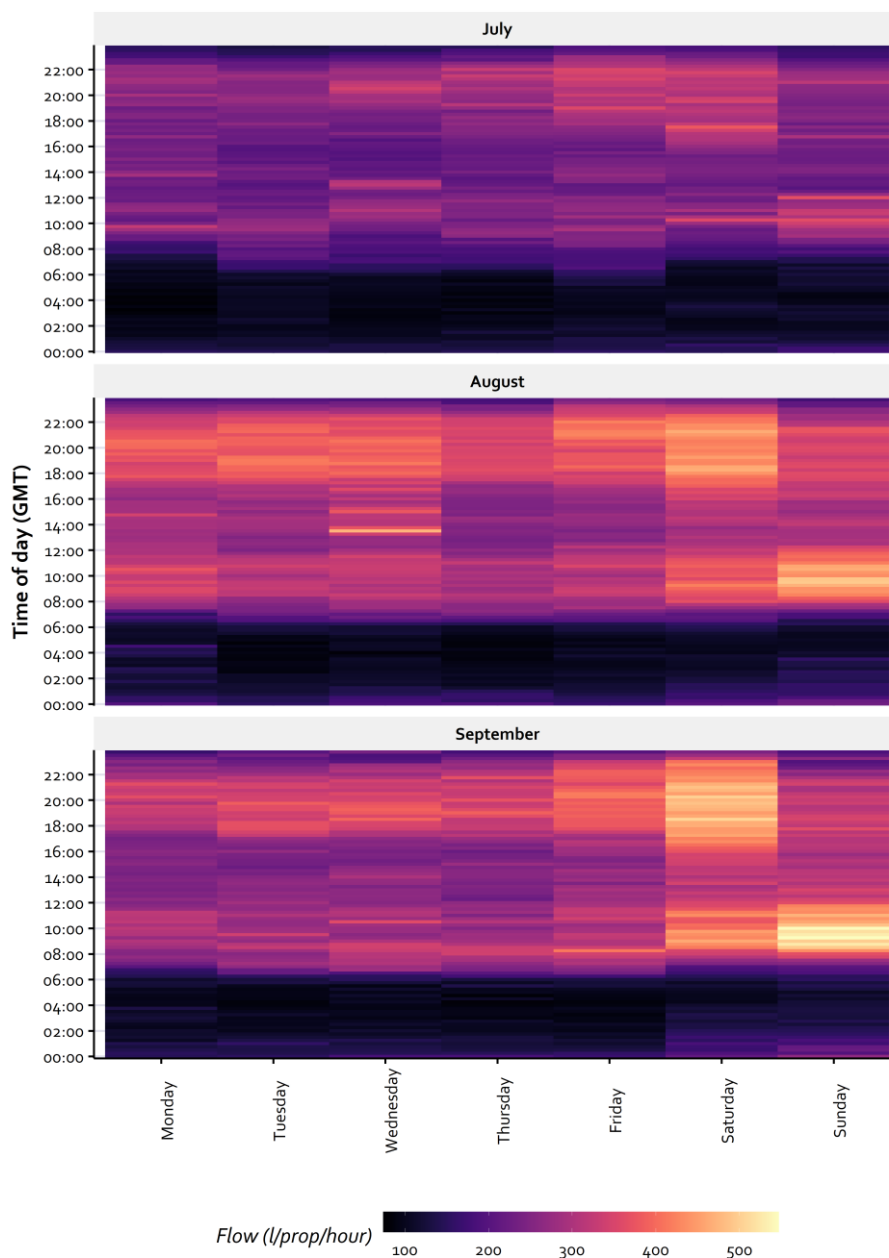 July
22:00
20:00
18:00
16:00
14:00
12:00
10:00
08:00
06:00
04:00
02:00
00:00
August
22:00
20:00
18:00
16:00
14:00
12:00
10:00
08:00
06:00
04:00
02:00
00:00
Time of day (GMT)
September
22:00
20:00
18:00
16:00
14:00
12:00
10:00
08:00
06:00
04:00
02:00
00:00
Monday
Tuesday
Wednesday
Thursday
Friday
Saturday
Sunday
Flow (l/prop/hour)
100 200 300 400 500